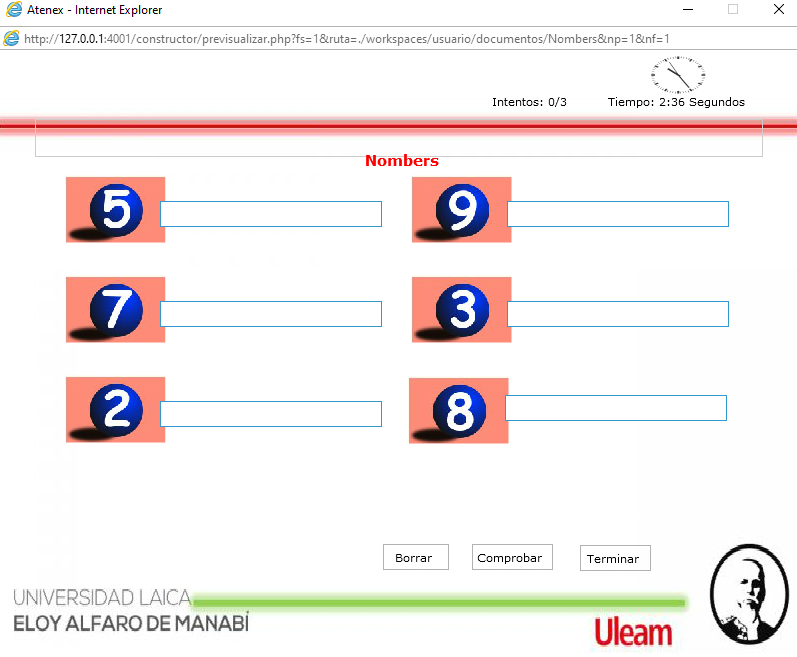 Atenex - Internet Explorer
http://127.0.0.1:4001/constructor/previsualizar.php?fs=1&ruta=./workspaces/usuario/documentos/Nombers&np=1&nf=1
Intentos: 0/3 Tiempo: 2:36 Segundos
Nombers
5 9
7 3
2 8
Borrar Comprobar Terminar
UNIVERSIDAD LAICA
ELOY ALFARO DE MANABÍ
Uleam